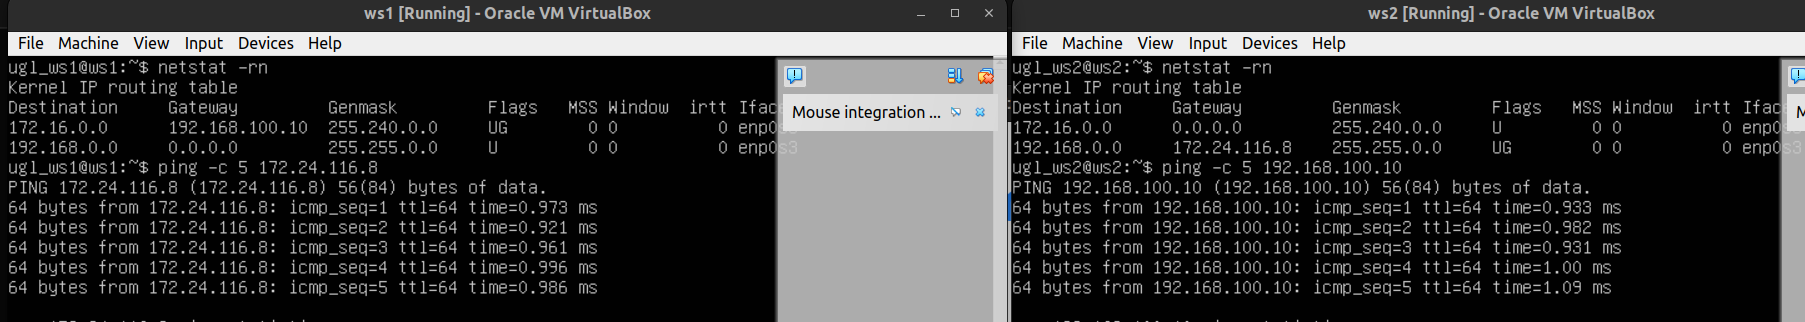 ws1 [Running] - Oracle VM VirtualBox
File Machine View Input Devices Help
ugl_ws1@ws1:~$ netstat -rn
Kernel IP routing table
Destination Gateway Genmask Flags MSS Window irtt Iface
172.16.0.0 192.168.100.10 255.240.0.0 UG 0 0 0 enp0s3
192.168.0.0 0.0.0.0 255.255.0.0 U 0 0 0 enp0s3
ugl_ws1@ws1:~$ ping -c 5 172.24.116.8
PING 172.24.116.8 (172.24.116.8) 56(84) bytes of data.
64 bytes from 172.24.116.8: icmp_seq=1 ttl=64 time=0.973 ms
64 bytes from 172.24.116.8: icmp_seq=2 ttl=64 time=0.921 ms
64 bytes from 172.24.116.8: icmp_seq=3 ttl=64 time=0.961 ms
64 bytes from 172.24.116.8: icmp_seq=4 ttl=64 time=0.996 ms
64 bytes from 172.24.116.8: icmp_seq=5 ttl=64 time=0.986 ms
Mouse integration ...
ws2 [Running] - Oracle VM VirtualBox
File Machine View Input Devices Help
ugl_ws2@ws2:~$ netstat -rn
Kernel IP routing table
Destination Gateway Genmask Flags MSS Window irtt Iface
172.16.0.0 0.0.0.0 255.240.0.0 U 0 0 0 enp0s3
192.168.0.0 172.24.116.8 255.255.0.0 UG 0 0 0 enp0s3
ugl_ws2@ws2:~$ ping -c 5 192.168.100.10
PING 192.168.100.10 (192.168.100.10) 56(84) bytes of data.
64 bytes from 192.168.100.10: icmp_seq=1 ttl=64 time=0.933 ms
64 bytes from 192.168.100.10: icmp_seq=2 ttl=64 time=0.982 ms
64 bytes from 192.168.100.10: icmp_seq=3 ttl=64 time=0.931 ms
64 bytes from 192.168.100.10: icmp_seq=4 ttl=64 time=1.00 ms
64 bytes from 192.168.100.10: icmp_seq=5 ttl=64 time=1.09 ms